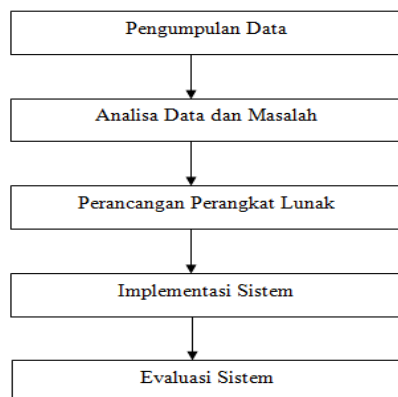 Pengumpulan Data
Analisa Data dan Masalah
Perancangan Perangkat Lunak
Implementasi Sistem
Evaluasi Sistem